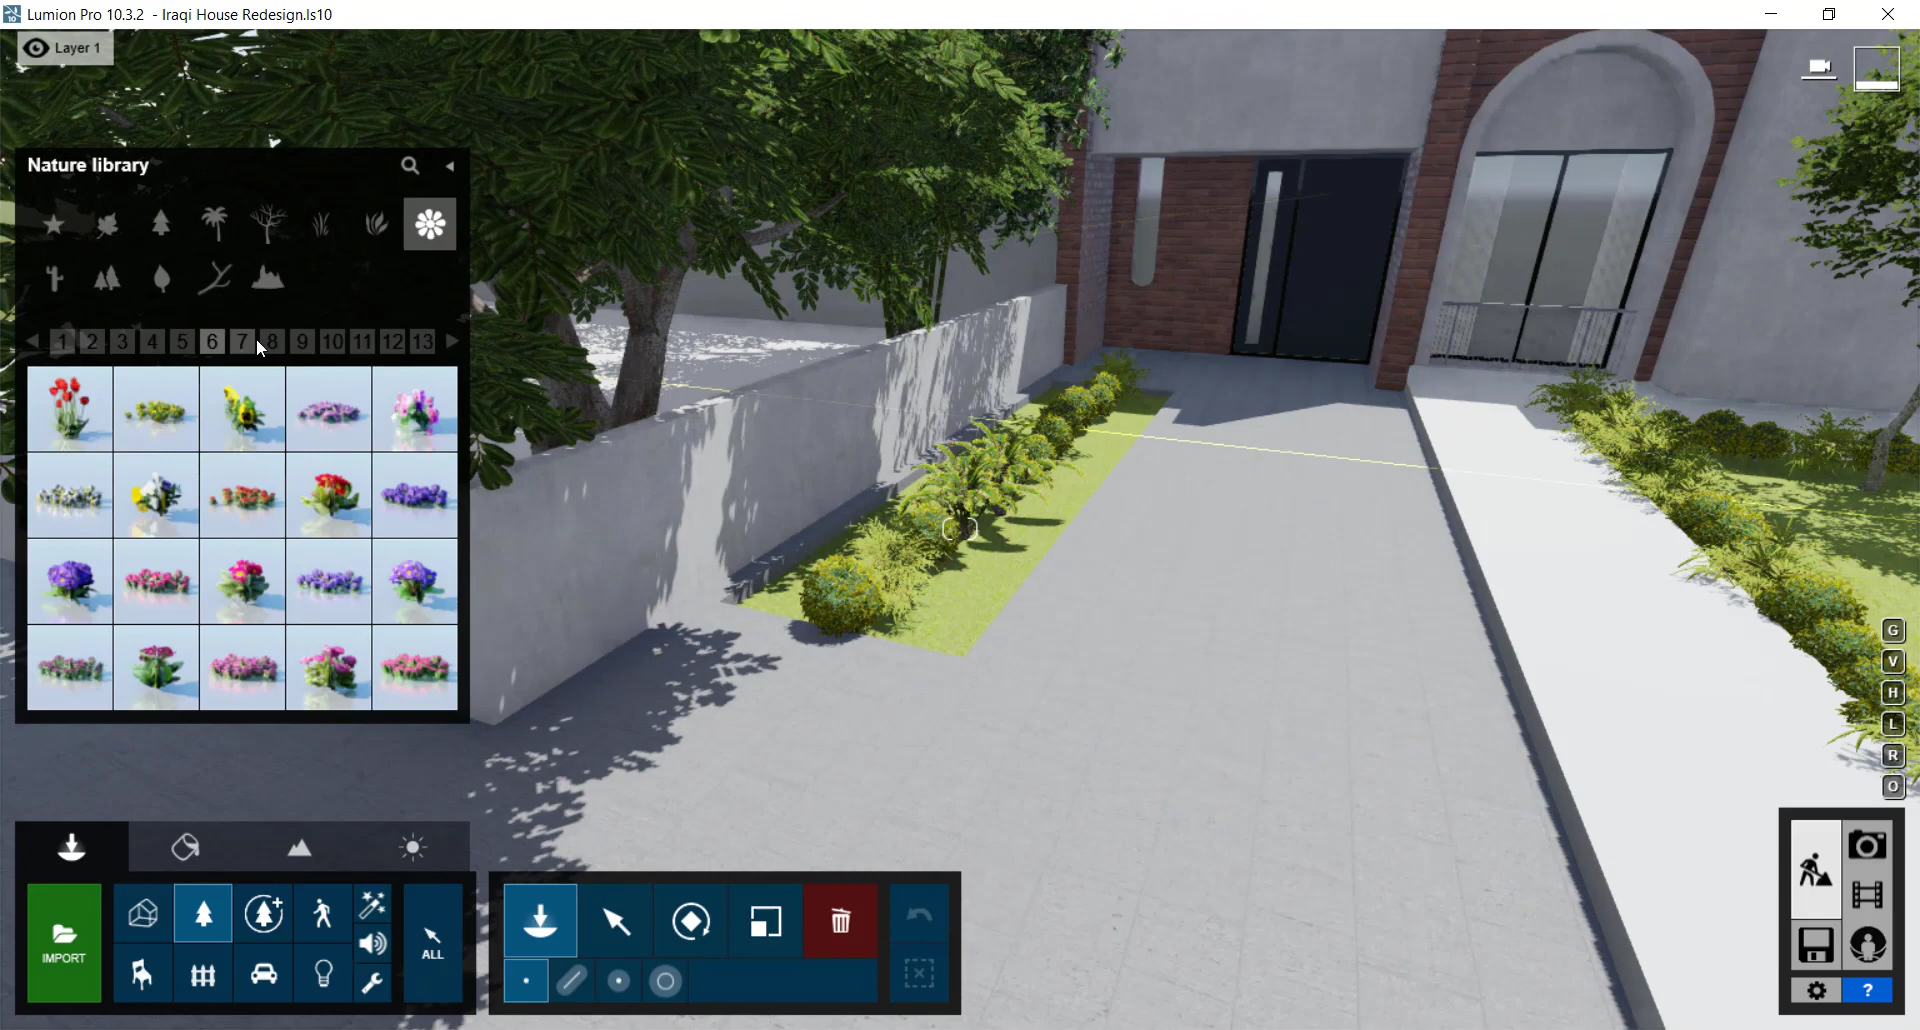 Lumion Pro 10.3.2 - Iraqi House Redesign.ls10
Layer 1
Nature library
1 2 3 4 5 6 7 8 9 10 11 12 13
G
V
H
L
R
O
IMPORT
ALL
?